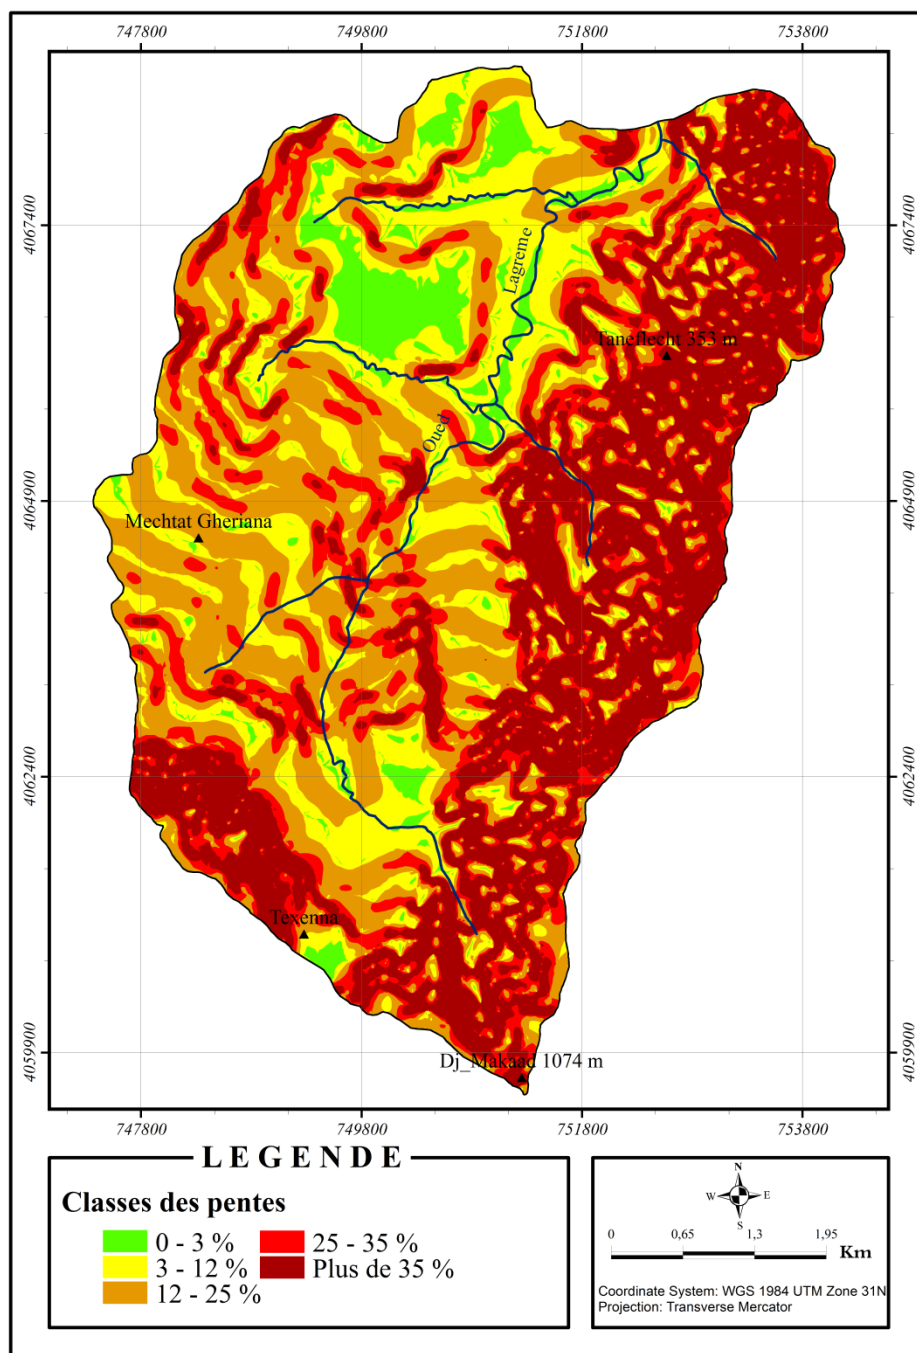 747800 749800 751800 753800
4067400 4067400
Lagreme
Taneflecht 353 m
Oued
4064900 4064900
Mechtat Gheriana
4062400 4062400
Texenna
4059900 4059900
Dj_Makaad 1074 m
747800 749800 751800 753800
LEGENDE
Classes des pentes
0 - 3 % 25 - 35 %
3 - 12 % Plus de 35 %
12 - 25 %
N
W E
S
0 0,65 1,3 1,95
Km
Coordinate System: WGS 1984 UTM Zone 31N
Projection: Transverse Mercator